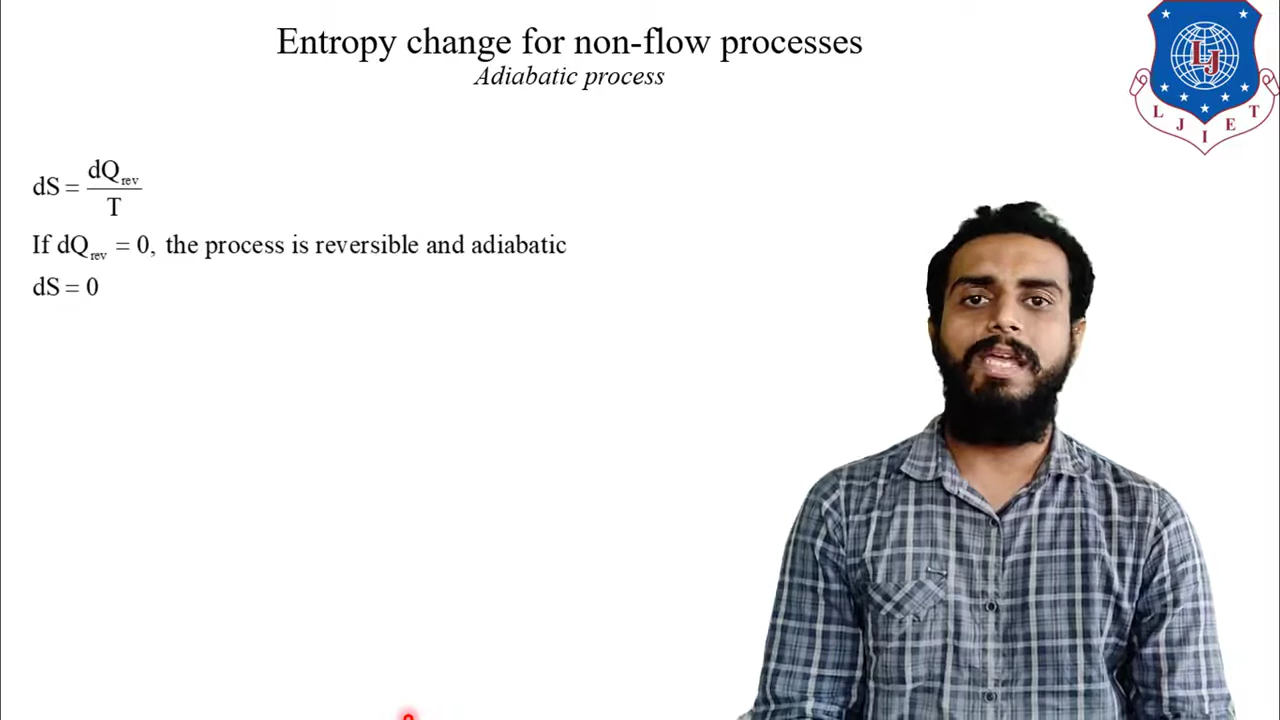 Entropy change for non-flow processes
Adiabatic process
LJ
L J I E T
dS = dQrev / T
If dQrev = 0, the process is reversible and adiabatic
dS = 0